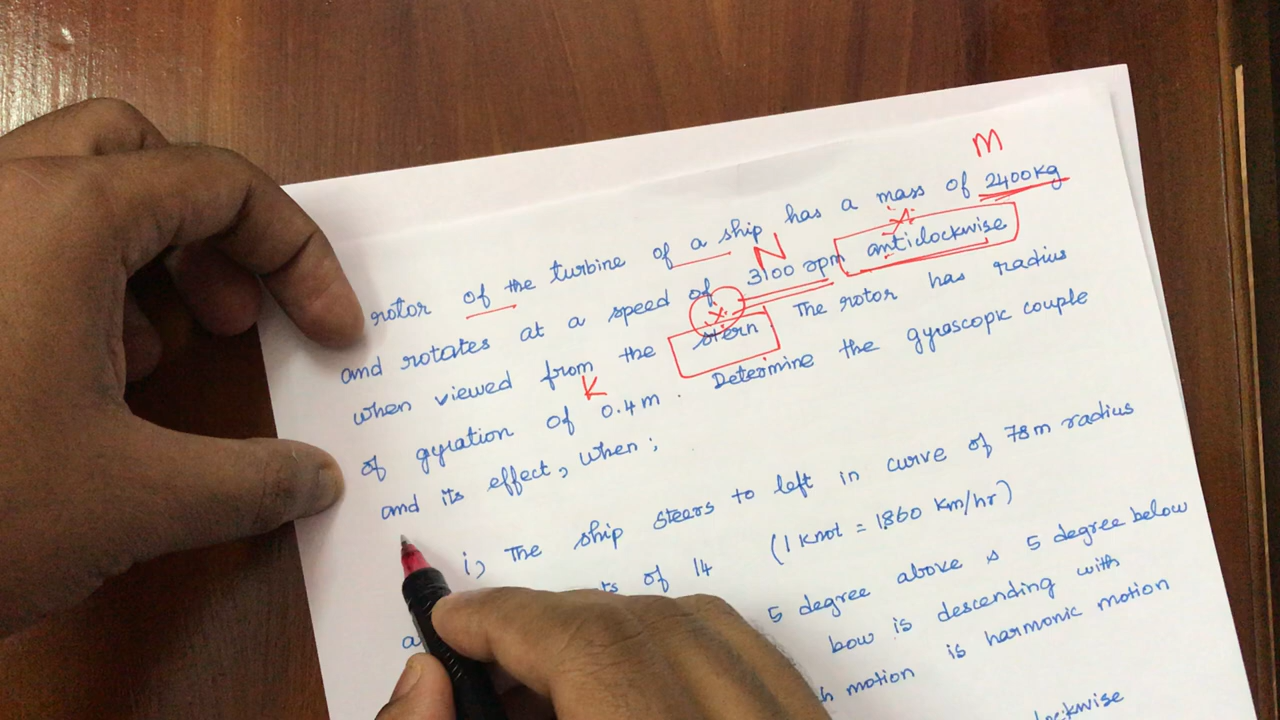 M
rotor of the turbine of a ship has a mass of 2400kg
N
and rotates at a speed of 3100 rpm anticlockwise
when viewed from the stern. The rotor has radius
K
of gyration of 0.4m. Determine the gyroscopic couple
and its effect, when;
i, The ship steers to left in curve of 78m radius
of 14 (1 knot = 1860 km/hr)
5 degree above & 5 degree below
bow is descending with
motion is harmonic motion